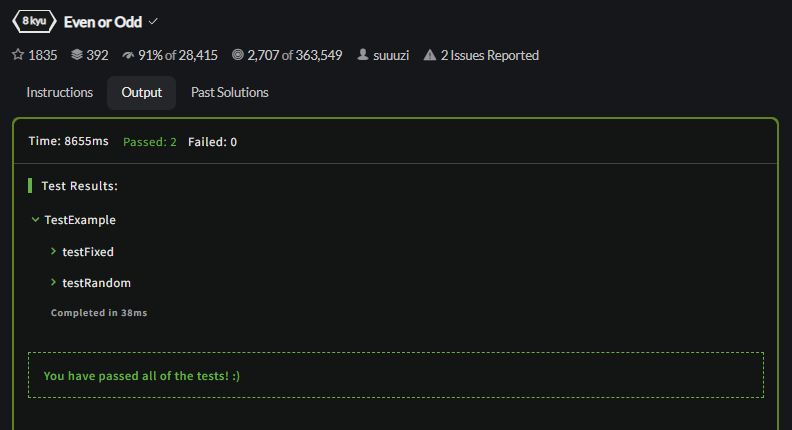 8 kyu Even or Odd
1835 392 91% of 28,415 2,707 of 363,549 suuuzi 2 Issues Reported
Instructions Output Past Solutions
Time: 8655ms Passed: 2 Failed: 0
Test Results:
TestExample
testFixed
testRandom
Completed in 38ms
You have passed all of the tests! :)